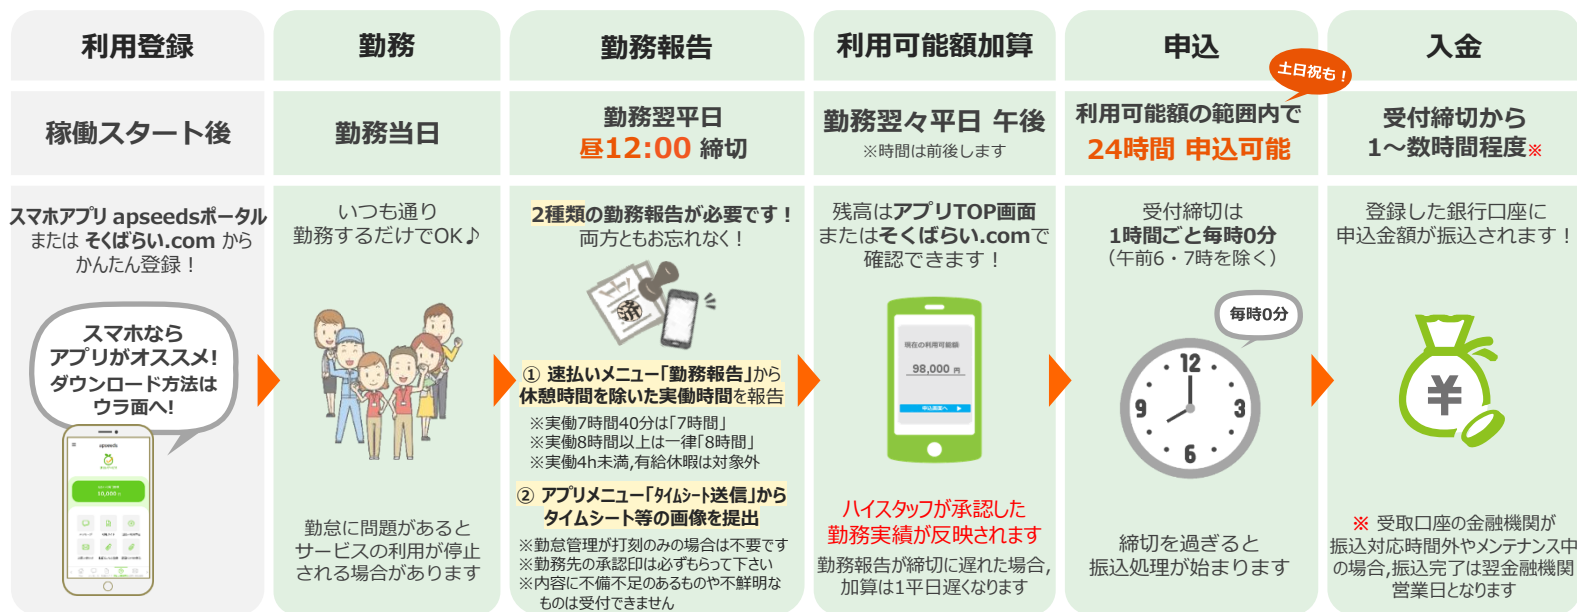 利用登録
稼働スタート後
スマホアプリ apseedsポータル
または そくばらい.com から
かんたん登録！
スマホなら
アプリがオススメ！
ダウンロード方法は
ウラ面へ！
apseeds
10,000
勤務
勤務当日
いつも通り
勤務するだけでOK♪
勤怠に問題があると
サービスの利用が停止
される場合があります
勤務報告
勤務翌平日
昼12:00 締切
2種類の勤務報告が必要です！
両方ともお忘れなく！
済
① 速払いメニュー「勤務報告」から
休憩時間を除いた実働時間を報告
※実働7時間40分は「7時間」
※実働8時間以上は一律「8時間」
※実働4h未満,有給休暇は対象外
② アプリメニュー「タイムシート送信」から
タイムシート等の画像を提出
※勤怠管理が打刻のみの場合は不要です
※勤務先の承認印は必ずもらって下さい
※内容に不備不足のあるものや不鮮明な
ものは受付できません
利用可能額加算
勤務翌々平日 午後
※時間は前後します
残高はアプリTOP画面
またはそくばらい.comで
確認できます！
現在の利用可能額
98,000 円
申込画面へ
ハイスタッフが承認した
勤務実績が反映されます
勤務報告が締切に遅れた場合,
加算は1平日遅くなります
申込
土日祝も！
利用可能額の範囲内で
24時間 申込可能
受付締切は
1時間ごと毎時0分
（午前6・7時を除く）
毎時0分
12
9
3
6
締切を過ぎると
振込処理が始まります
入金
受付締切から
1〜数時間程度※
登録した銀行口座に
申込金額が振込されます！
¥
※ 受取口座の金融機関が
振込対応時間外やメンテナンス中
の場合,振込完了は翌金融機関
営業日となります